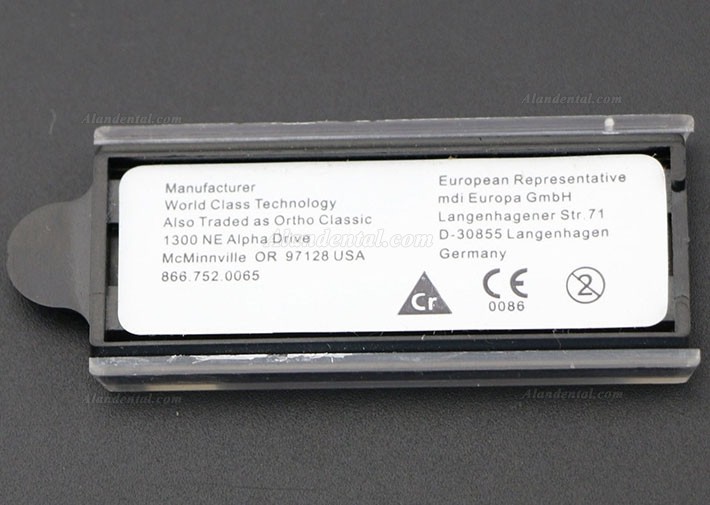 Alandental.com
Alandental.com
Manufacturer
World Class Technology
Also Traded as Ortho Classic
1300 NE Alpha Drive
McMinnville OR 97128 USA
866.752.0065
European Representative
mdi Europa GmbH
Langenhagener Str.71
D-30855 Langenhagen
Germany
Alandental.com
Cr
CE
0086
2
Alandental.com
Alandental.com